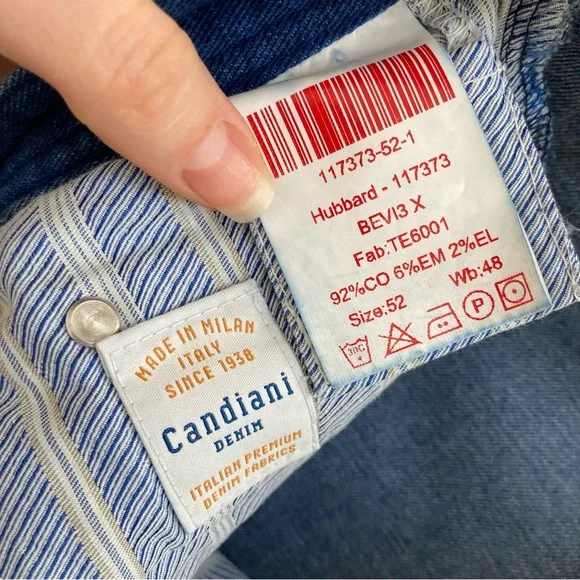 117373-52-1
Hubbard - 117373
BEVI3 X
Fab:TE6001
92%CO 6%EM 2%EL
Size:52 Wb:48
30C P
MADE IN MILAN
ITALY
SINCE 1938
Candiani
DENIM
ITALIAN PREMIUM
DENIM FABRICS